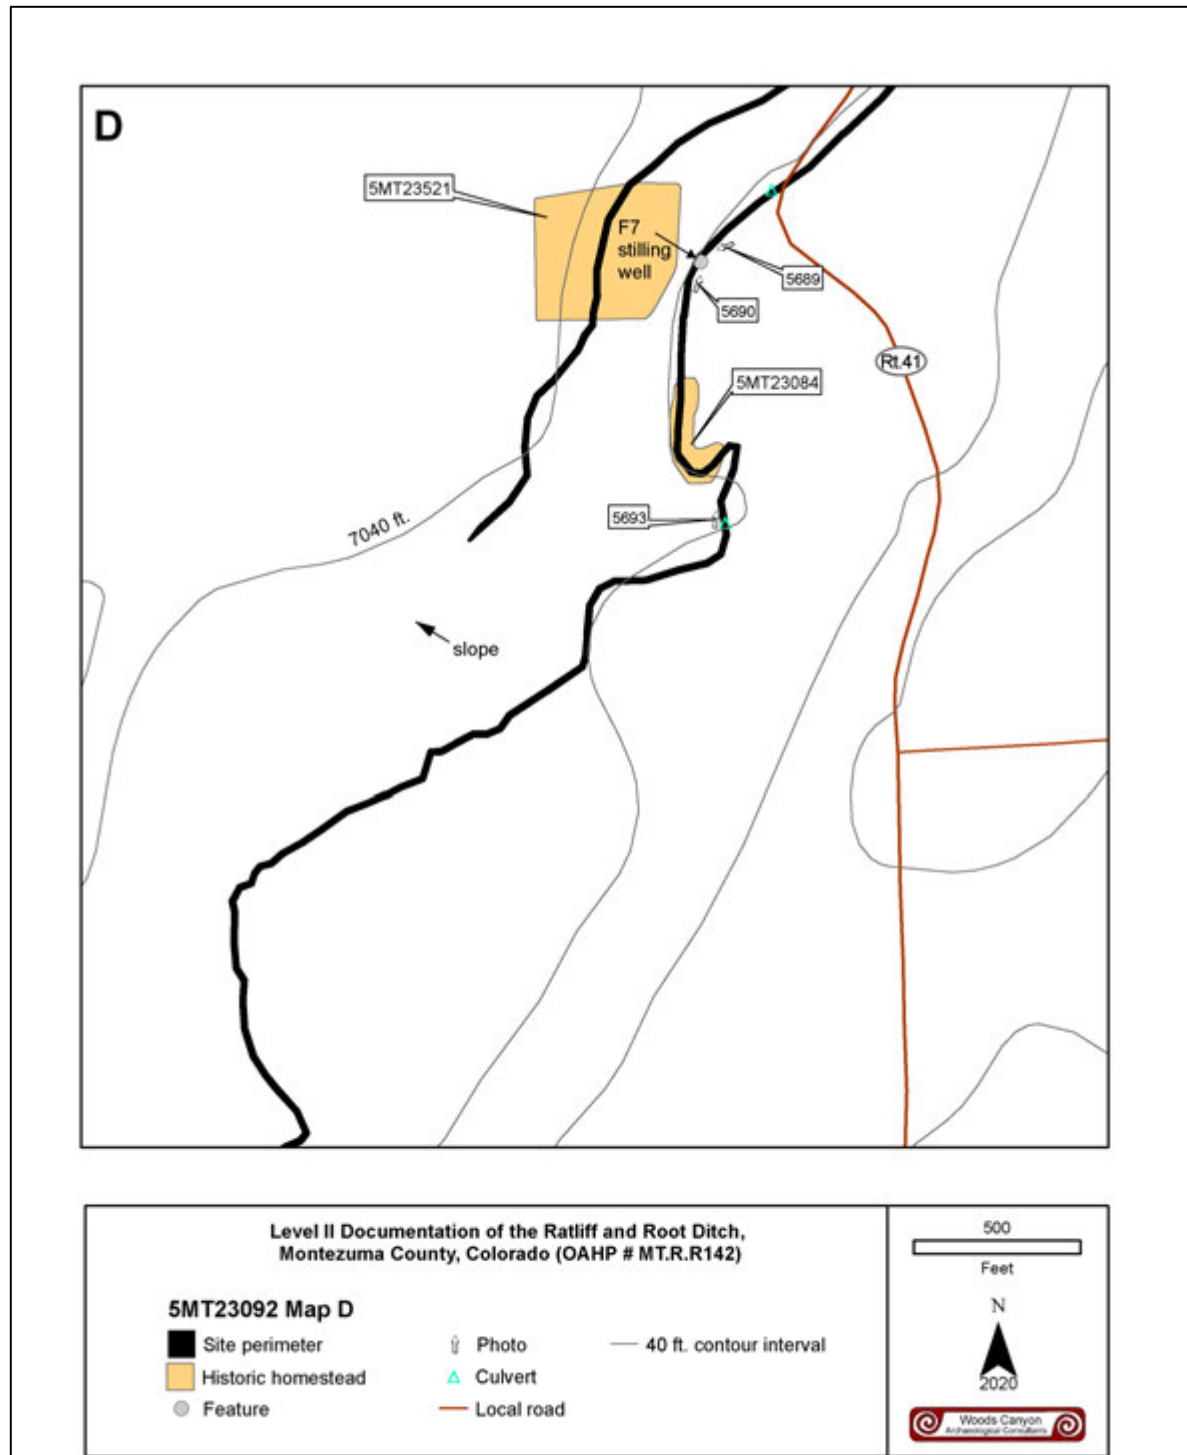 D
5MT23521
F7
stilling
well
5689
5690
Rt.41
5MT23084
5693
7040 ft.
slope
Level II Documentation of the Ratliff and Root Ditch,
Montezuma County, Colorado (OAHP # MT.R.R142)
5MT23092 Map D
Site perimeter
Historic homestead
Feature
Photo
Culvert
Local road
40 ft. contour interval
500
Feet
N
2020
Woods Canyon
Archaeological Consultants